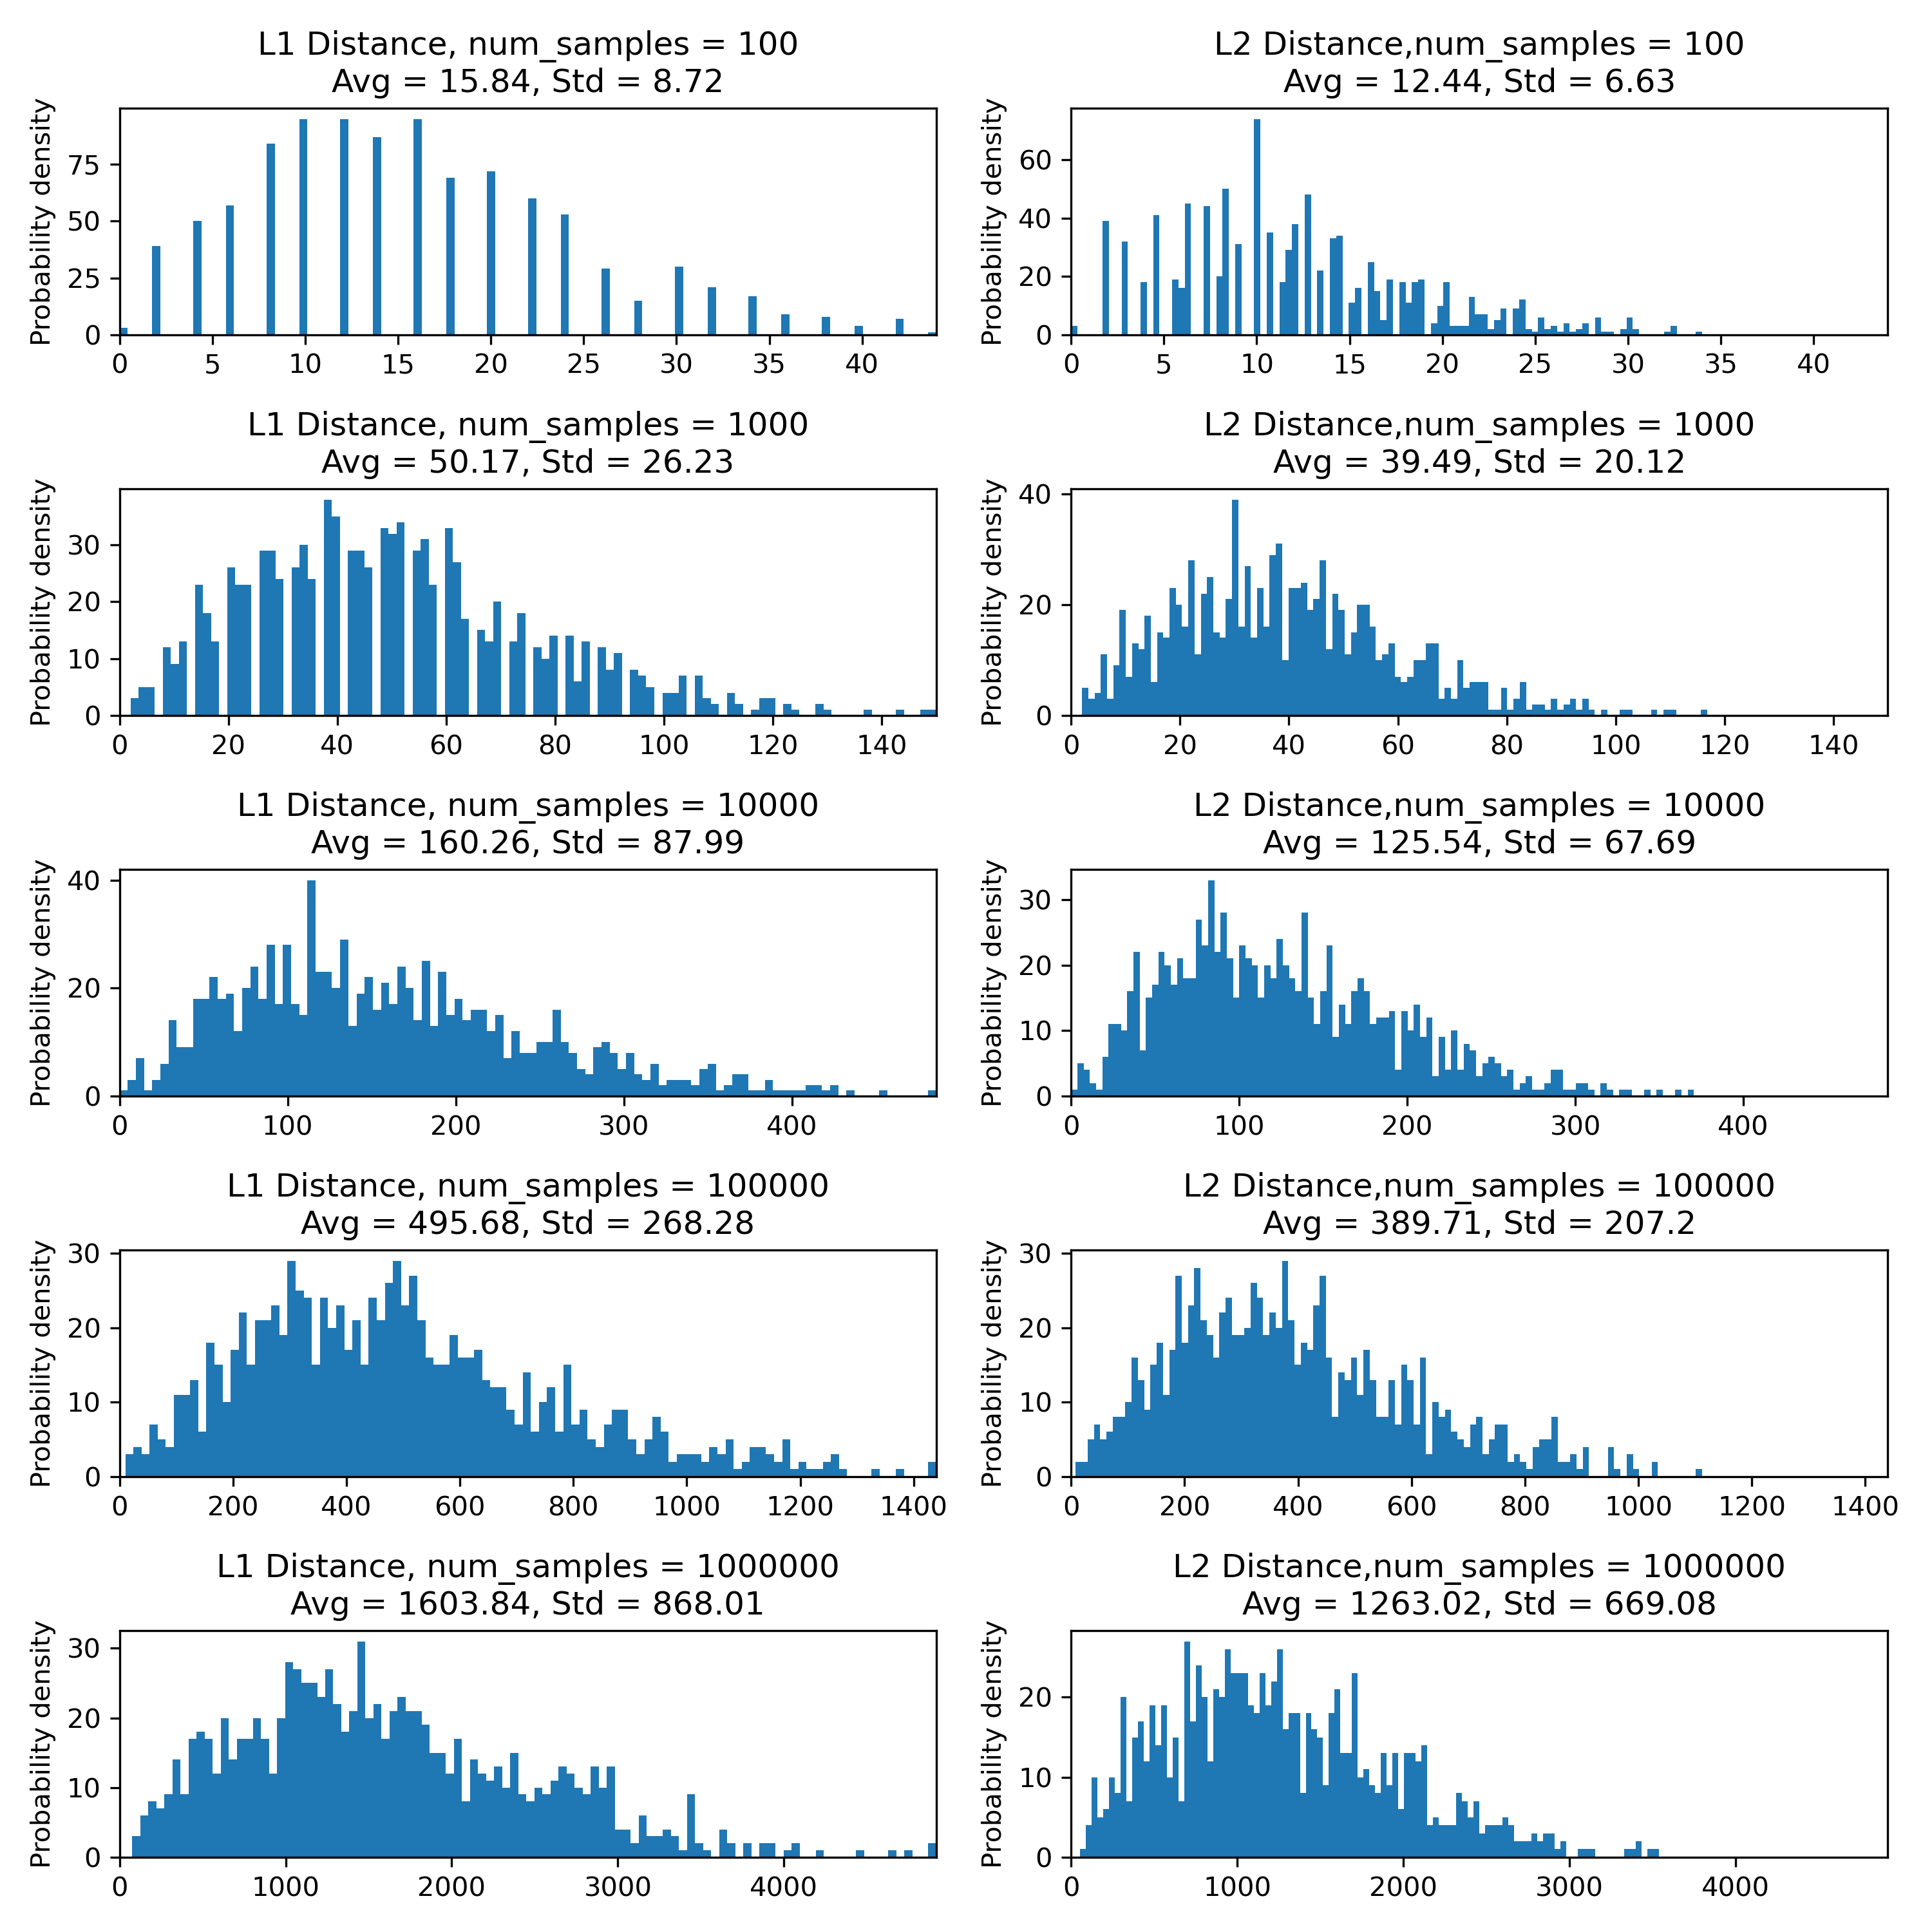 L1 Distance, num_samples = 100
Avg = 15.84, Std = 8.72
Probability density
75
50
25
0
0 5 10 15 20 25 30 35 40
L2 Distance,num_samples = 100
Avg = 12.44, Std = 6.63
Probability density
60
40
20
0
0 5 10 15 20 25 30 35 40
L1 Distance, num_samples = 1000
Avg = 50.17, Std = 26.23
Probability density
30
20
10
0
0 20 40 60 80 100 120 140
L2 Distance,num_samples = 1000
Avg = 39.49, Std = 20.12
Probability density
40
20
0
0 20 40 60 80 100 120 140
L1 Distance, num_samples = 10000
Avg = 160.26, Std = 87.99
Probability density
40
20
0
0 100 200 300 400
L2 Distance,num_samples = 10000
Avg = 125.54, Std = 67.69
Probability density
30
20
10
0
0 100 200 300 400
L1 Distance, num_samples = 100000
Avg = 495.68, Std = 268.28
Probability density
30
20
10
0
0 200 400 600 800 1000 1200 1400
L2 Distance,num_samples = 100000
Avg = 389.71, Std = 207.2
Probability density
30
20
10
0
0 200 400 600 800 1000 1200 1400
L1 Distance, num_samples = 1000000
Avg = 1603.84, Std = 868.01
Probability density
30
20
10
0
0 1000 2000 3000 4000
L2 Distance,num_samples = 1000000
Avg = 1263.02, Std = 669.08
Probability density
20
10
0
0 1000 2000 3000 4000